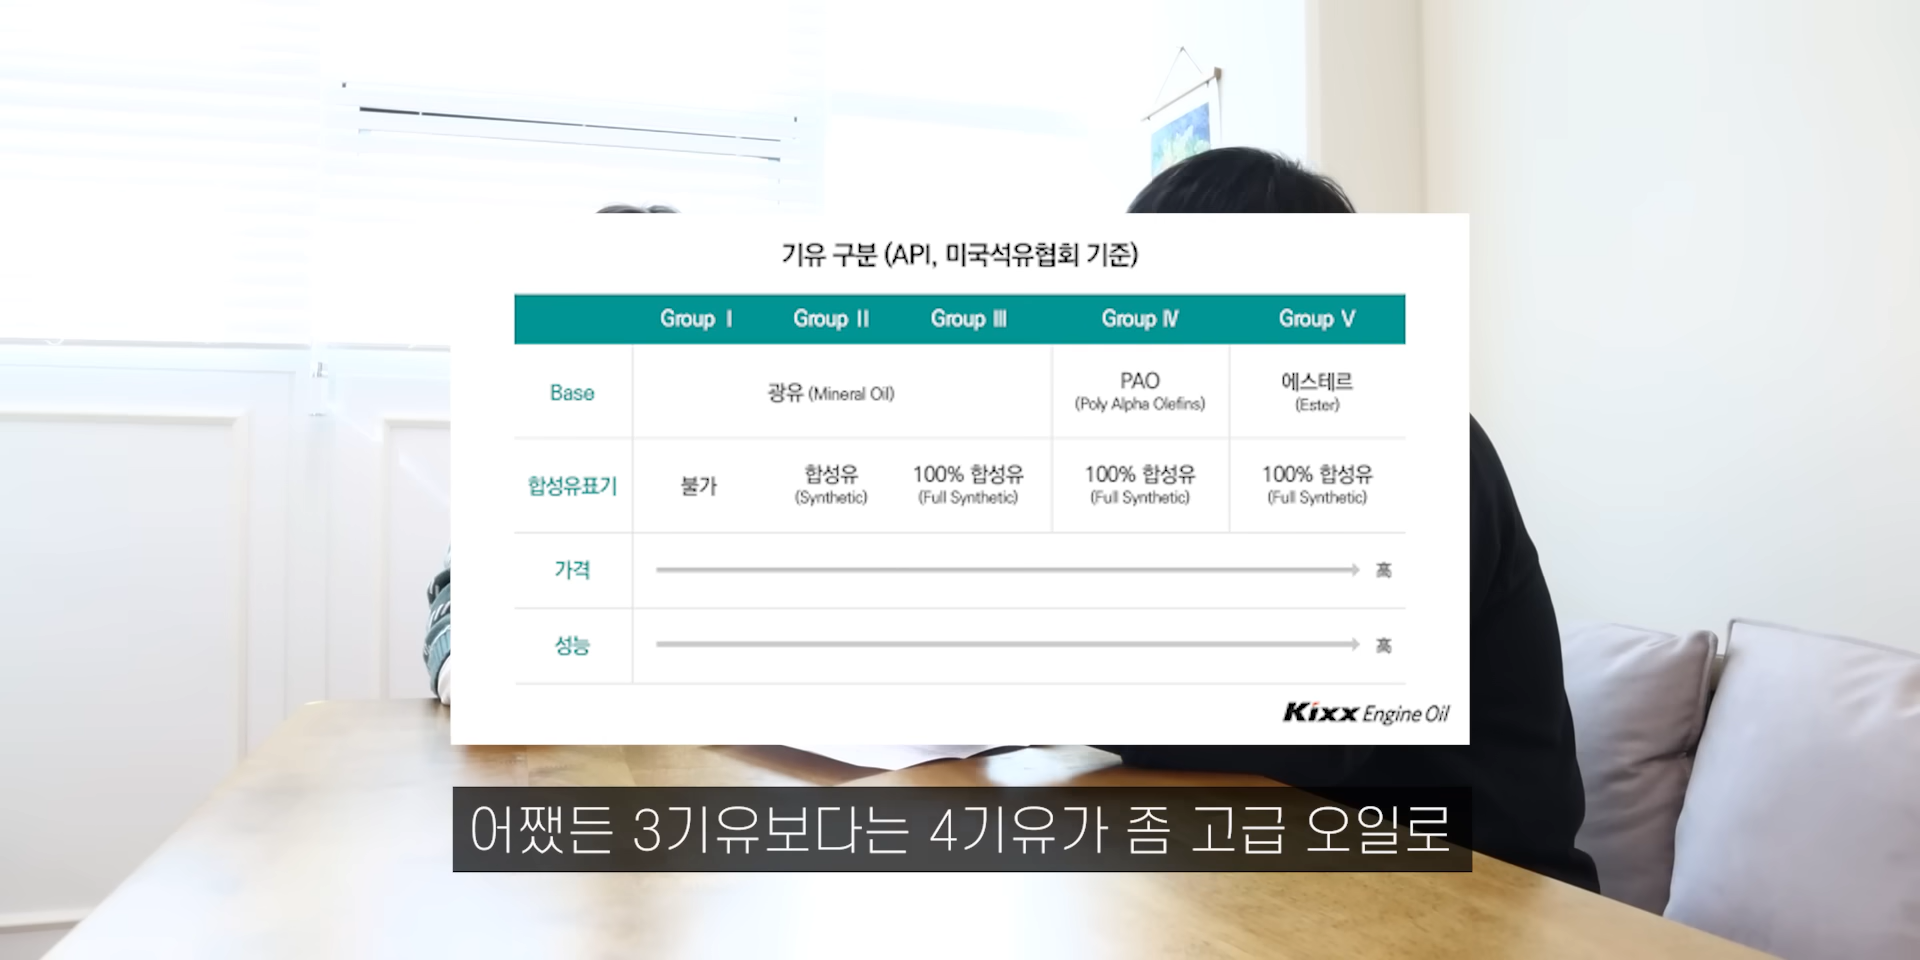 기유 구분 (API, 미국석유협회 기준)
Group Ⅰ Group Ⅱ Group Ⅲ Group Ⅳ Group Ⅴ
Base 광유 (Mineral Oil) PAO (Poly Alpha Olefins) 에스테르 (Ester)
합성유표기 불가 합성유 (Synthetic) 100% 합성유 (Full Synthetic) 100% 합성유 (Full Synthetic) 100% 합성유 (Full Synthetic)
가격 高
성능 高
Kixx Engine Oil
어쨌든 3기유보다는 4기유가 좀 고급 오일로